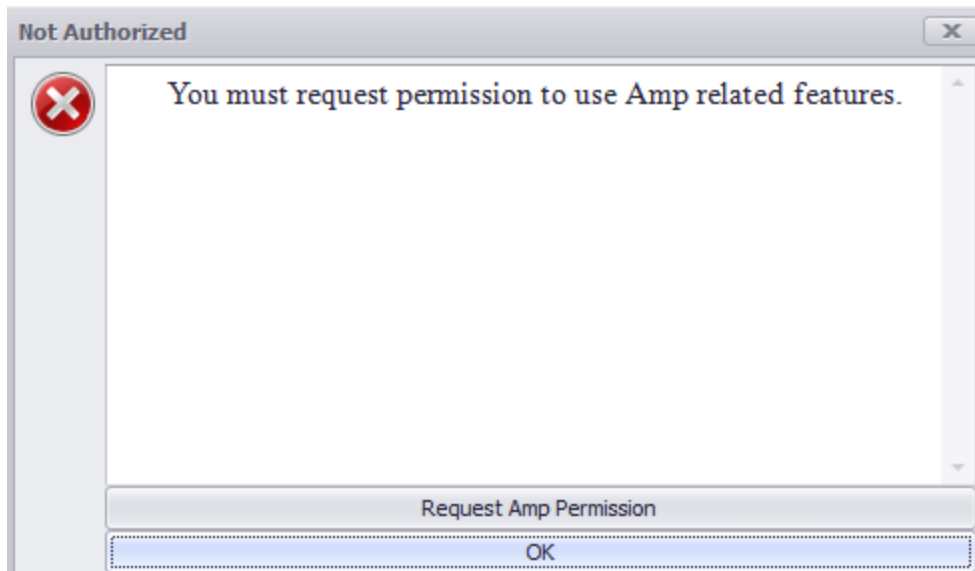 Not Authorized
You must request permission to use Amp related features.
Request Amp Permission
OK